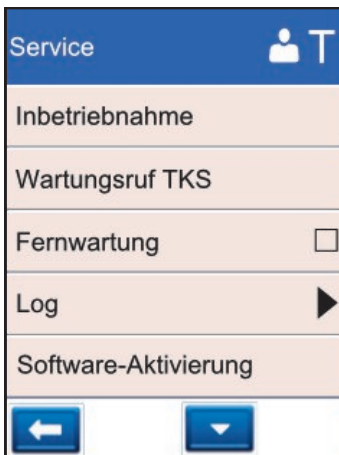 Service T
Inbetriebnahme
Wartungsruf TKS
Fernwartung
Log
Software-Aktivierung